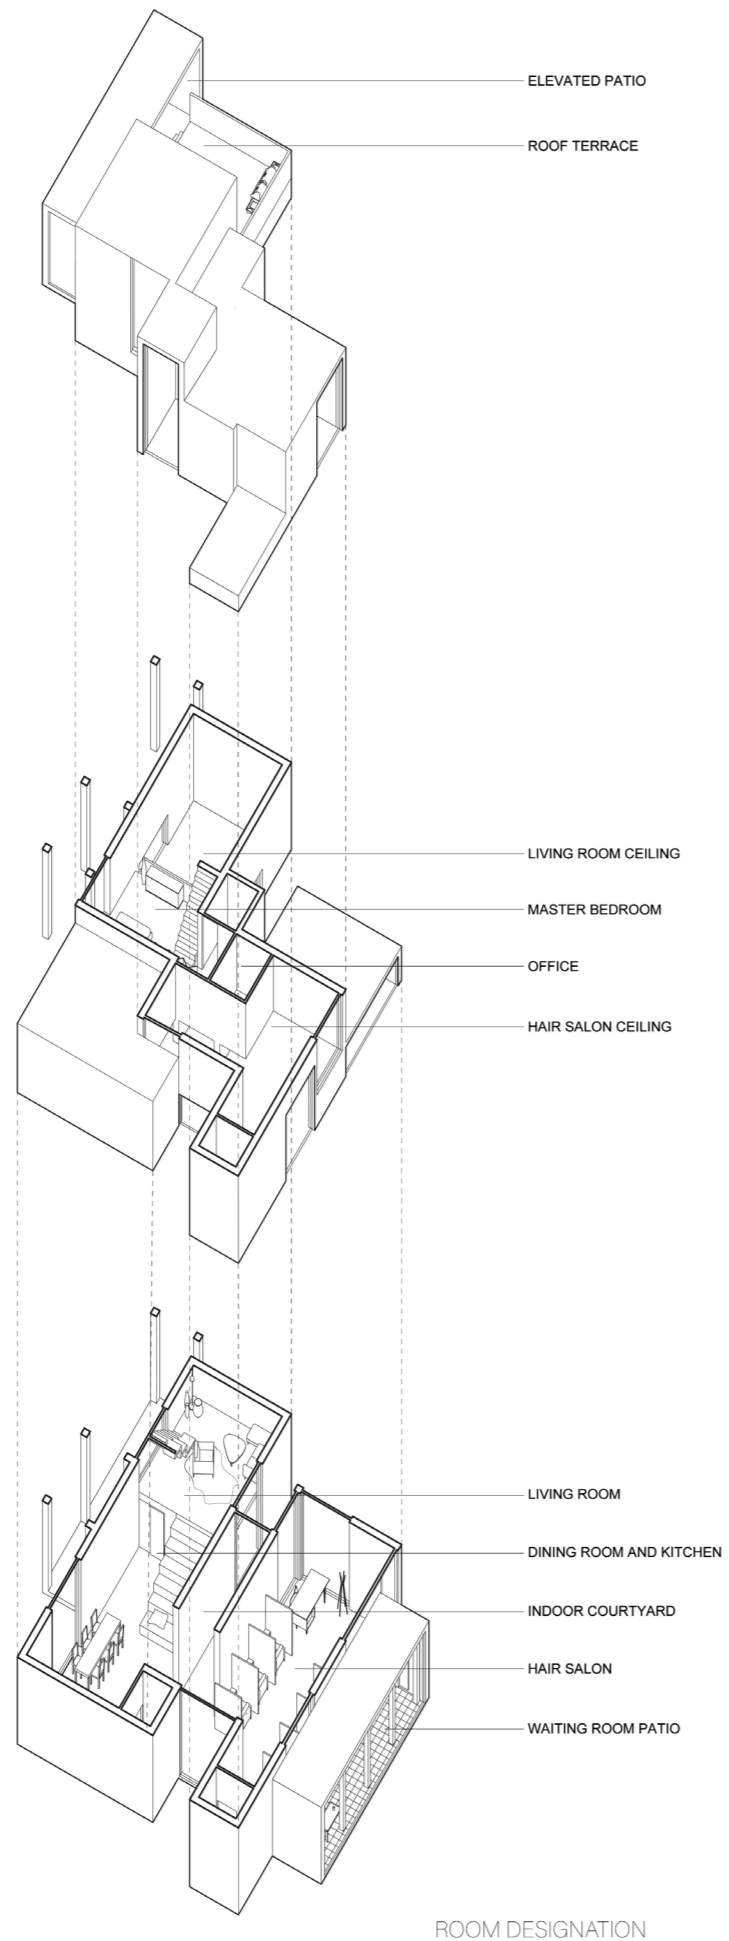 ELEVATED PATIO
ROOF TERRACE
LIVING ROOM CEILING
MASTER BEDROOM
OFFICE
HAIR SALON CEILING
LIVING ROOM
DINING ROOM AND KITCHEN
INDOOR COURTYARD
HAIR SALON
WAITING ROOM PATIO
ROOM DESIGNATION